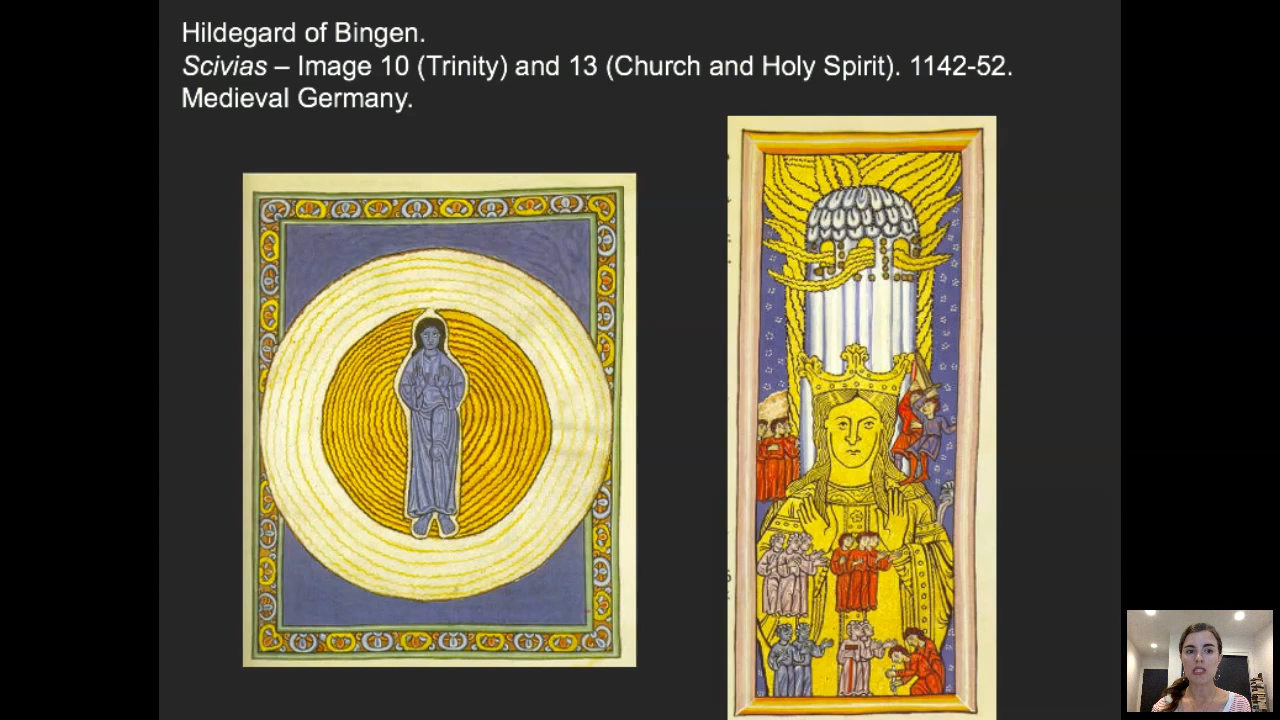 Hildegard of Bingen.
Scivias – Image 10 (Trinity) and 13 (Church and Holy Spirit). 1142-52.
Medieval Germany.